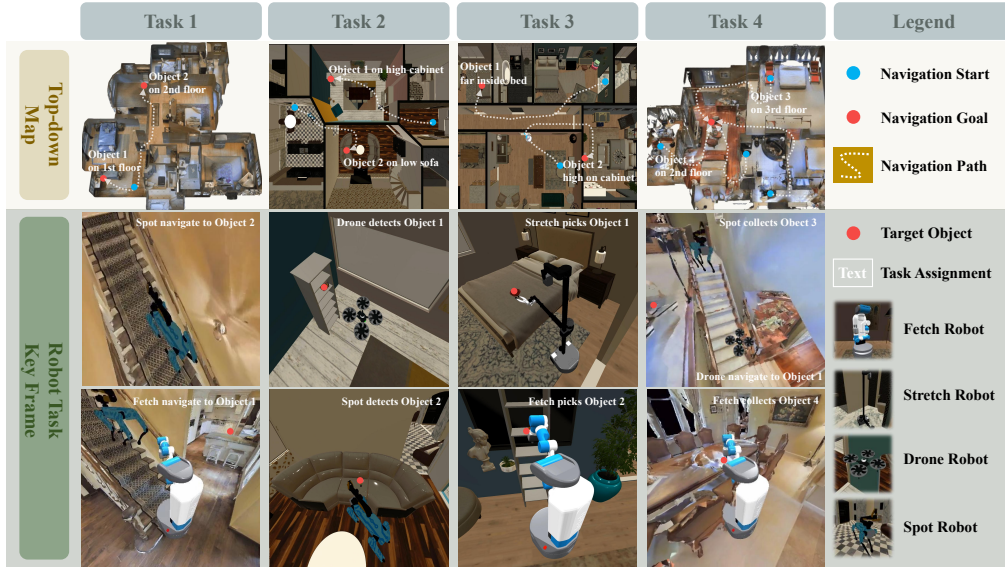 Task 1
Task 2
Task 3
Task 4
Legend
Top-down
Map
Object 2
on 2nd floor
Object 1
on 1st floor
Object 1 on high cabinet
Object 2 on low sofa
Object 1
far inside bed
Object 2
high on cabinet
Object 3
on 3rd floor
Object 4
on 2nd floor
Navigation Start
Navigation Goal
Navigation Path
Robot Task
Key Frame
Spot navigate to Object 2
Drone detects Object 1
Stretch picks Object 1
Spot collects Obect 3
Drone navigate to Object 1
Fetch navigate to Object 1
Spot detects Object 2
Fetch picks Object 2
Fetch collects Object 4
Target Object
Text
Task Assignment
Fetch Robot
Stretch Robot
Drone Robot
Spot Robot